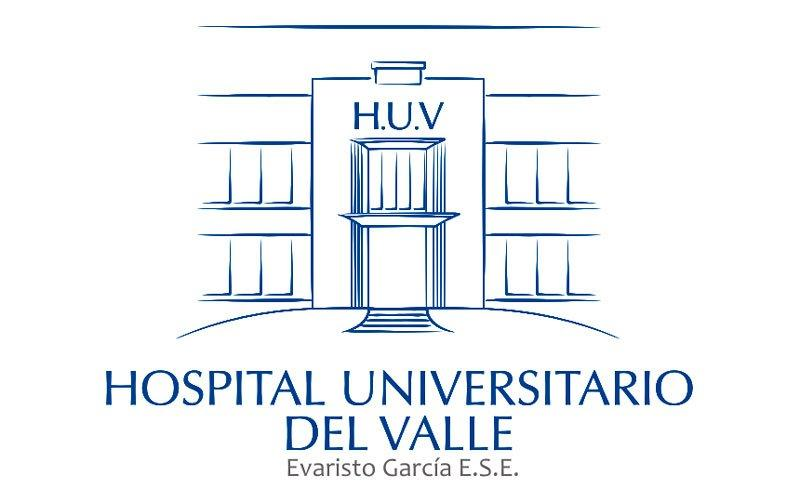 H.U.V
HOSPITAL UNIVERSITARIO
DEL VALLE
Evaristo García E.S.E.